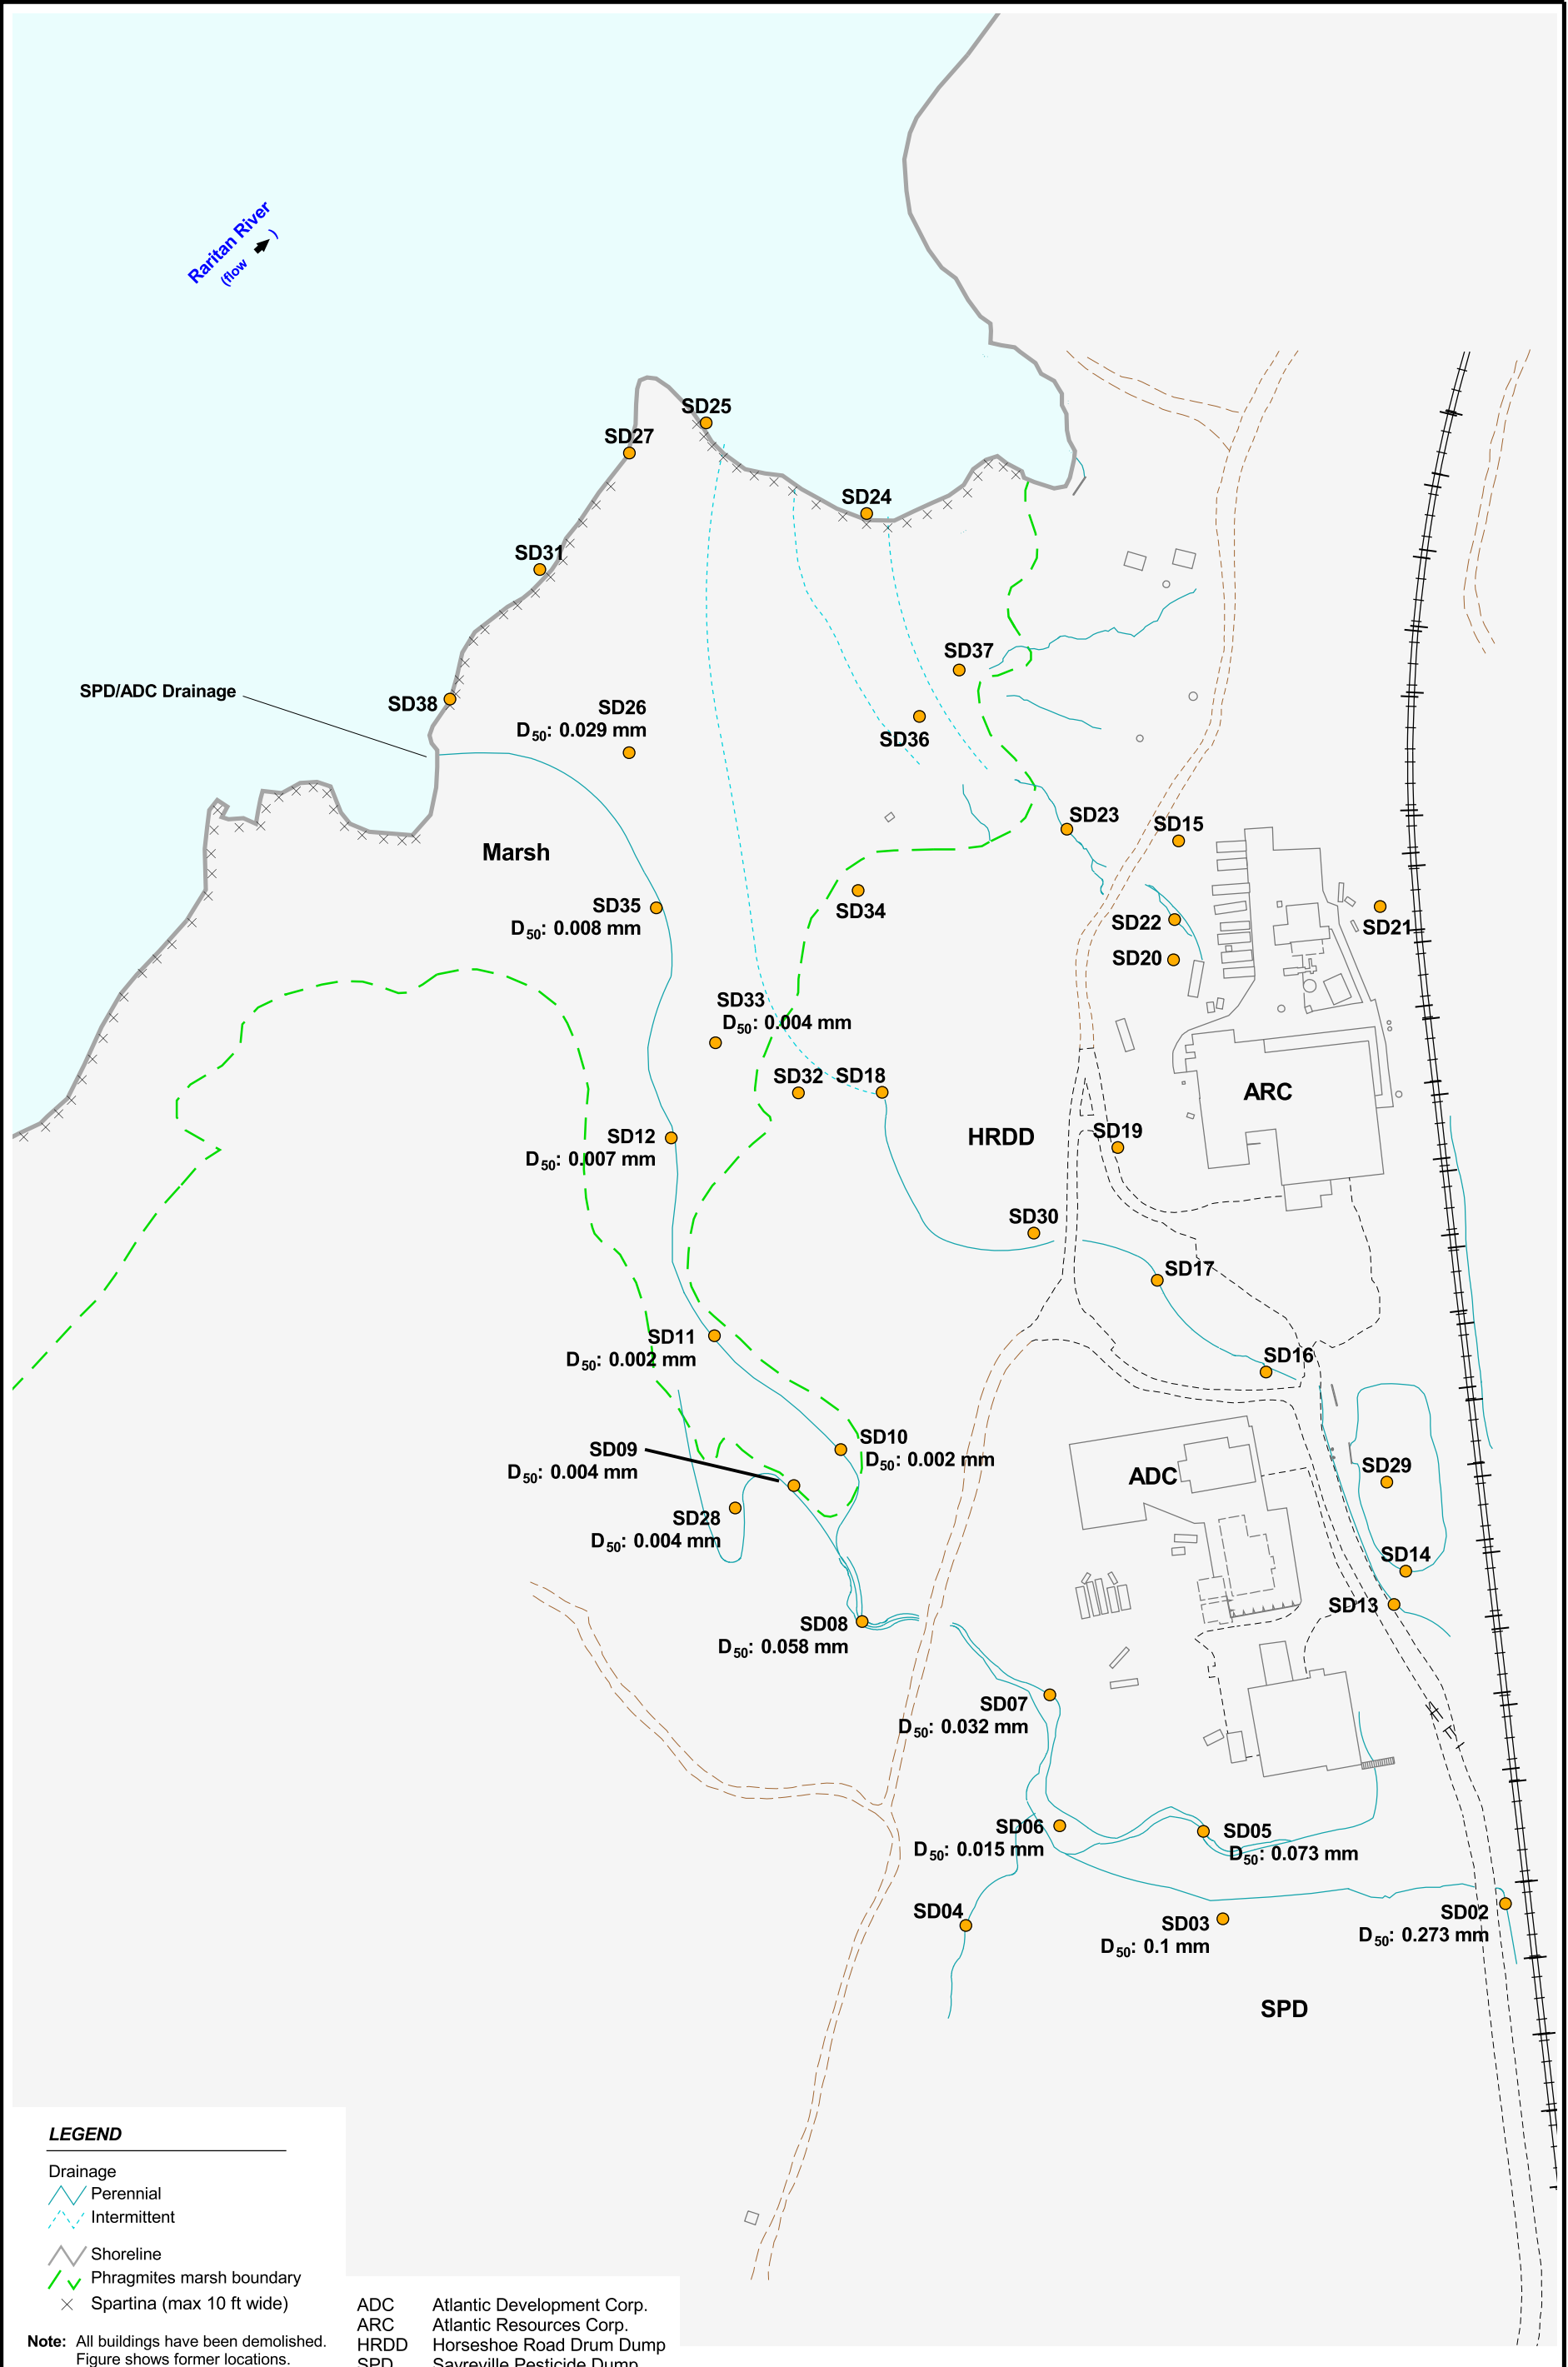 Raritan River
(flow )
SD25
SD27
SD24
SD31
SD37
SPD/ADC Drainage
SD38
SD26
D50: 0.029 mm
SD36
SD23
SD15
Marsh
SD35
D50: 0.008 mm
SD34
SD22
SD21
SD20
SD33
D50: 0.004 mm
SD32
SD18
ARC
SD12
D50: 0.007 mm
HRDD
SD19
SD30
SD17
SD11
D50: 0.002 mm
SD16
SD10
D50: 0.002 mm
SD09
D50: 0.004 mm
ADC
SD29
SD28
D50: 0.004 mm
SD14
SD13
SD08
D50: 0.058 mm
SD07
D50: 0.032 mm
SD06
D50: 0.015 mm
SD05
D50: 0.073 mm
SD04
SD03
D50: 0.1 mm
SD02
D50: 0.273 mm
SPD
LEGEND
Drainage
Perennial
Intermittent
Shoreline
Phragmites marsh boundary
Spartina (max 10 ft wide)
Note: All buildings have been demolished.
Figure shows former locations.
ADC Atlantic Development Corp.
ARC Atlantic Resources Corp.
HRDD Horseshoe Road Drum Dump
SPD Sayreville Pesticide Dump